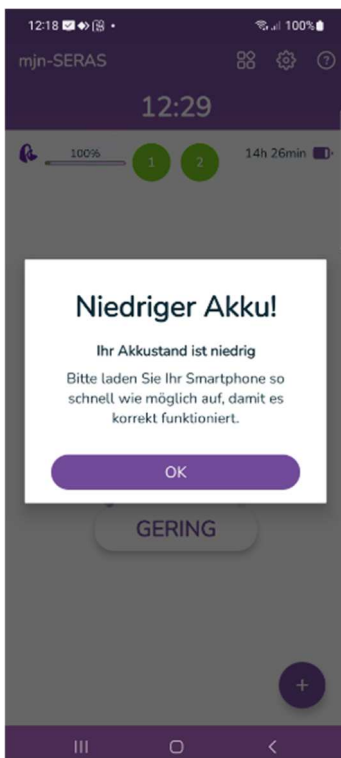 12:18
100%
mjn-SERAS
12:29
100%
1
2
14h 26min
Niedriger Akku!
Ihr Akkustand ist niedrig
Bitte laden Sie Ihr Smartphone so
schnell wie möglich auf, damit es
korrekt funktioniert.
OK
GERING